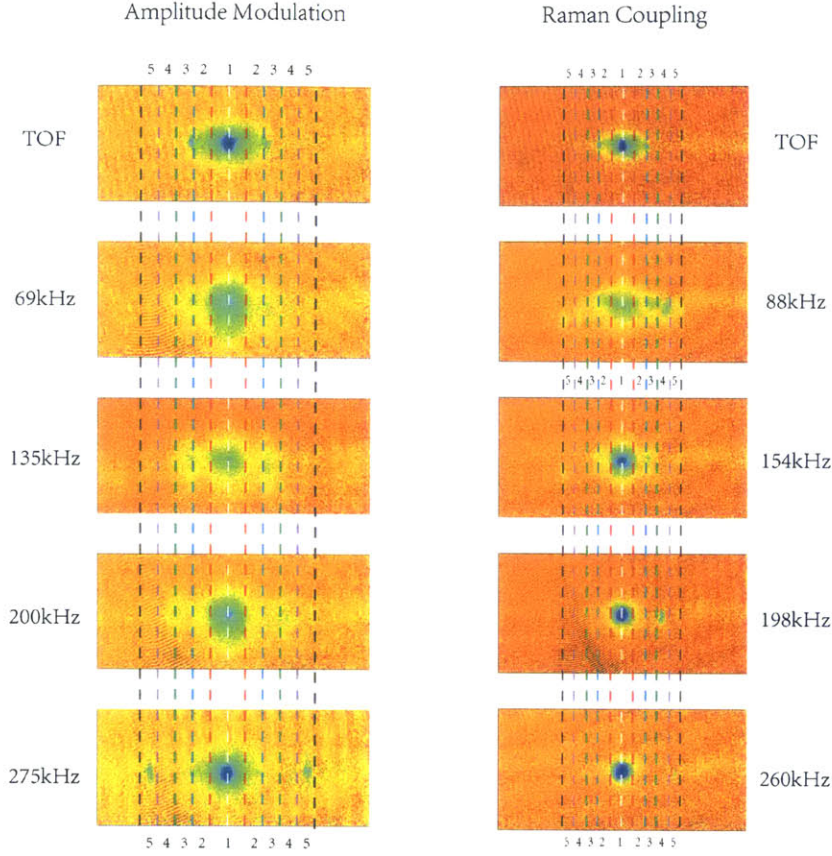 Amplitude Modulation
Raman Coupling
5 4 3 2 1 2 3 4 5
5 4 3 2 1 2 3 4 5
TOF
TOF
69kHz
88kHz
5 4 3 2 1 2 3 4 5
135kHz
154kHz
200kHz
198kHz
275kHz
260kHz
5 4 3 2 1 2 3 4 5
5 4 3 2 1 2 3 4 5